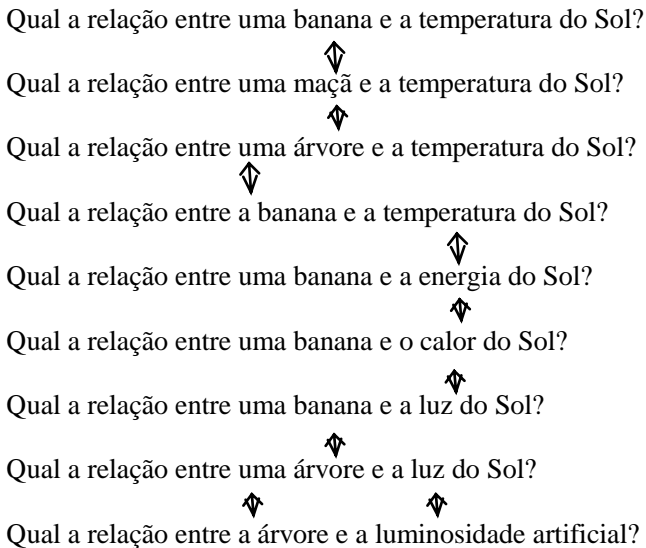 Qual a relação entre uma banana e a temperatura do Sol?
Qual a relação entre uma maçã e a temperatura do Sol?
Qual a relação entre uma árvore e a temperatura do Sol?
Qual a relação entre a banana e a temperatura do Sol?
Qual a relação entre uma banana e a energia do Sol?
Qual a relação entre uma banana e o calor do Sol?
Qual a relação entre uma banana e a luz do Sol?
Qual a relação entre uma árvore e a luz do Sol?
Qual a relação entre a árvore e a luminosidade artificial?